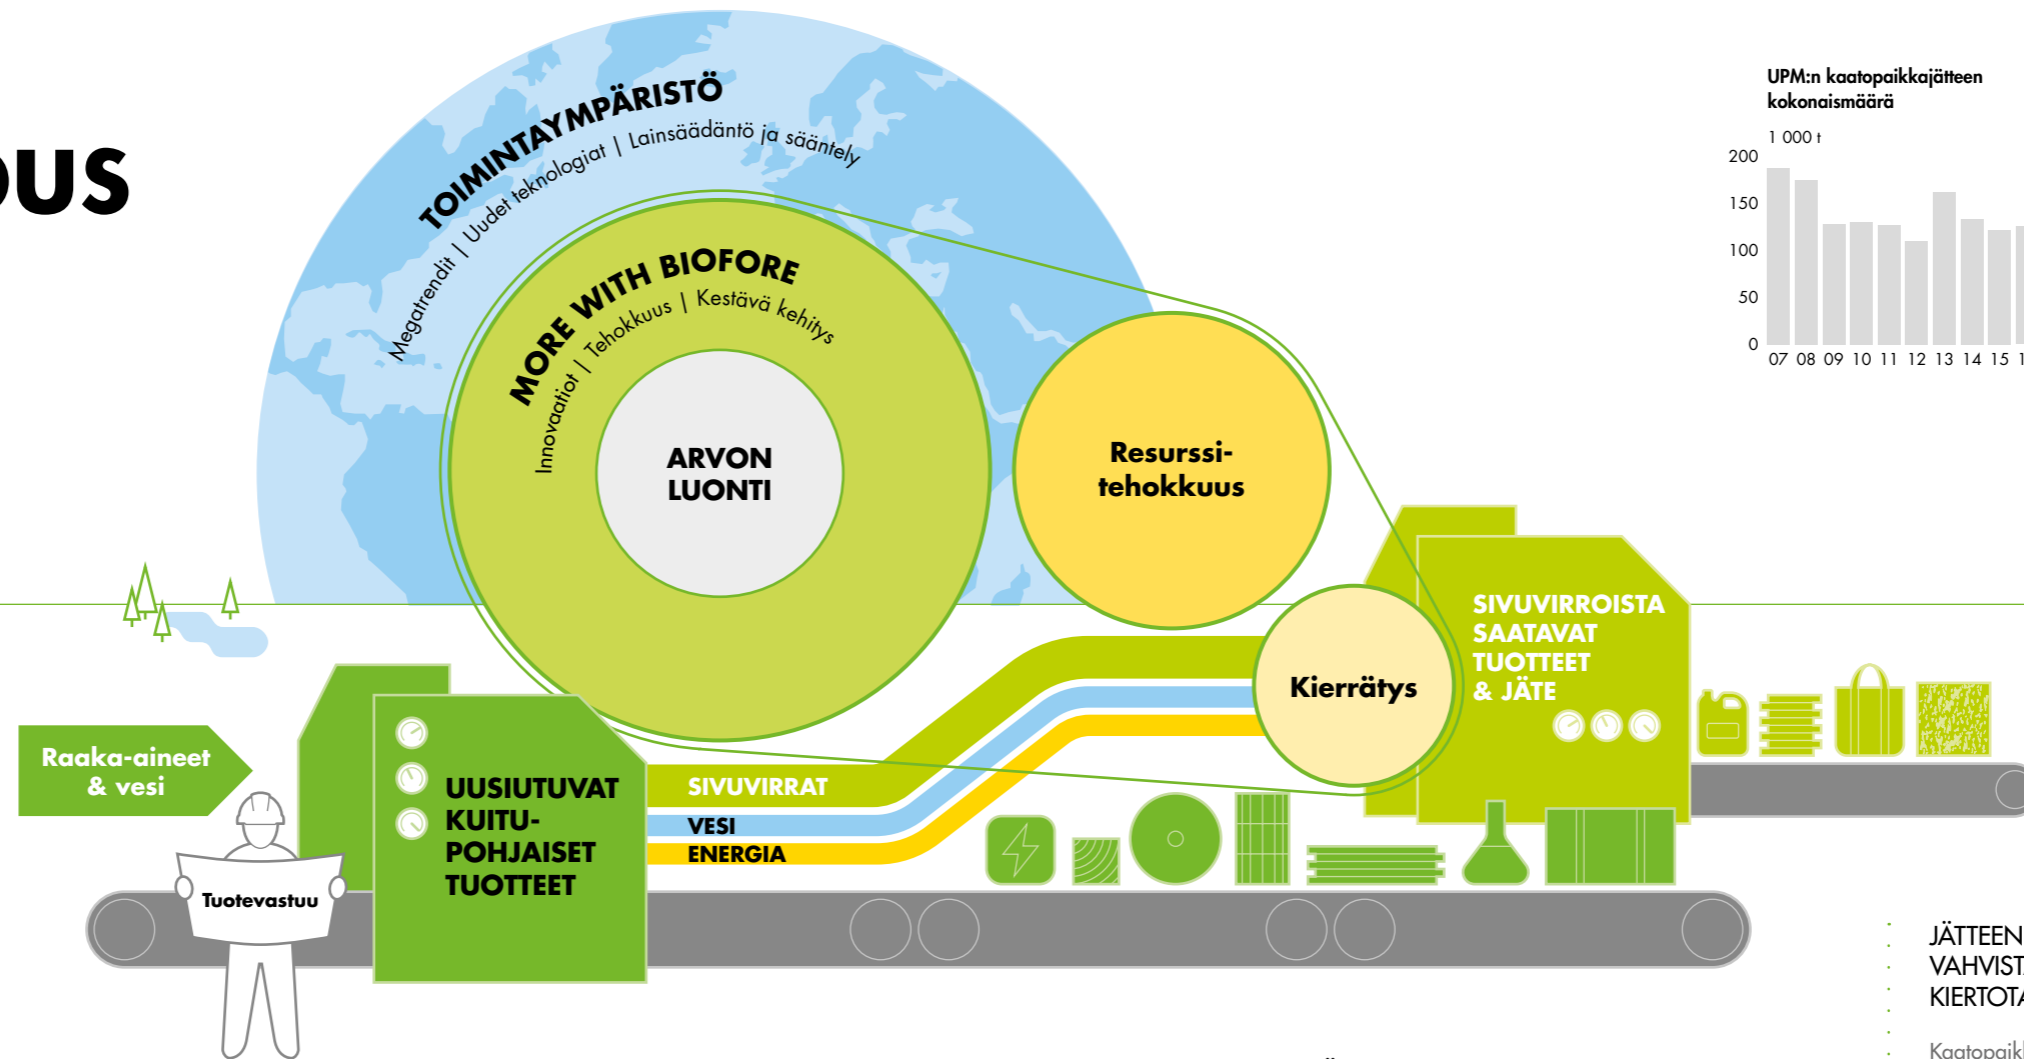 TOIMINTAYMPÄRISTÖ
Megatrendit | Uudet teknologiat | Lainsäädäntö ja sääntely
MORE WITH BIOFORE
Innovaatiot | Tehokkuus | Kestävä kehitys
ARVON
LUONTI
Resurssi-
tehokkuus
Kierrätys
SIVUVIRROISTA
SAATAVAT
TUOTTEET
& JÄTE
Raaka-aineet
& vesi
Tuotevastuu
UUSIUTUVAT
KUITU-
POHJAISET
TUOTTEET
SIVUVIRRAT
VESI
ENERGIA
UPM:n kaatopaikkajätteen
kokonaismäärä
1 000 t
200
150
100
50
0
07 08 09 10 11 12 13 14 15
JÄTTEEN